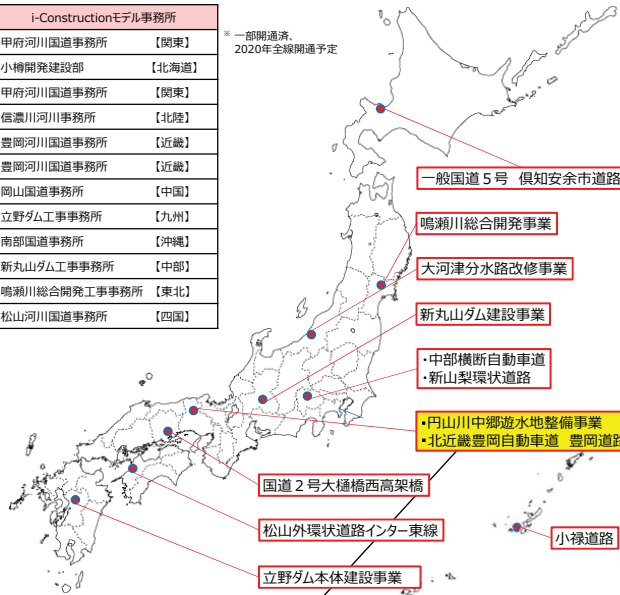 i-Constructionモデル事務所
甲府河川国道事務所 【関東】
小樽開発建設部 【北海道】
甲府河川国道事務所 【関東】
信濃川河川事務所 【北陸】
豊岡河川国道事務所 【近畿】
豊岡河川国道事務所 【近畿】
岡山国道事務所 【中国】
立野ダム工事事務所 【九州】
南部国道事務所 【沖縄】
新丸山ダム工事事務所 【中部】
鳴瀬川総合開発工事事務所 【東北】
松山河川国道事務所 【四国】
※ 一部開通済、
2020年全線開通予定
一般国道5号 倶知安余市道路
鳴瀬川総合開発事業
大河津分水路改修事業
新丸山ダム建設事業
・中部横断自動車道
・新山梨環状道路
・円山川中郷遊水地整備事業
・北近畿豊岡自動車道 豊岡道路
国道2号大樋橋西高架橋
松山外環状道路インター東線
立野ダム本体建設事業
小禄道路